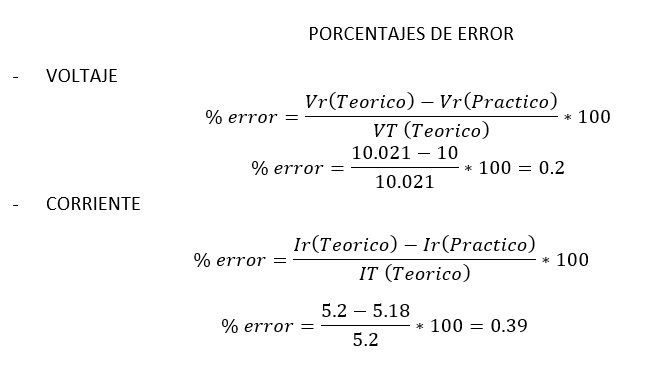 PORCENTAJES DE ERROR
- VOLTAJE
% error = \frac{Vr(Teorico) − Vr(Practico)}{VT (Teorico)} * 100
% error = \frac{10.021 − 10}{10.021} * 100 = 0.2
- CORRIENTE
% error = \frac{Ir(Teorico) − Ir(Practico)}{IT (Teorico)} * 100
% error = \frac{5.2 − 5.18}{5.2} * 100 = 0.39